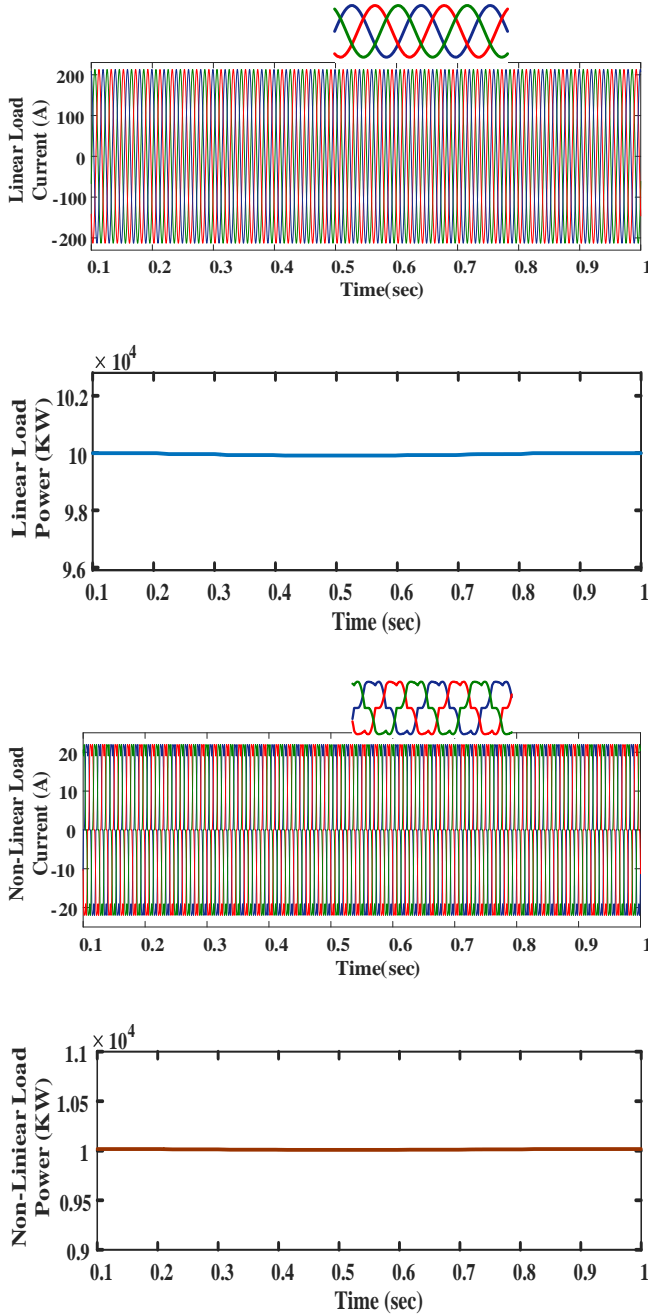 Linear Load
Current (A)
200
100
0
-100
-200
0.1 0.2 0.3 0.4 0.5 0.6 0.7 0.8 0.9 1
Time(sec)
× 10⁴
Linear Load
Power (KW)
10.2
10
9.8
9.6
0.1 0.2 0.3 0.4 0.5 0.6 0.7 0.8 0.9 1
Time (sec)
Non-Linear Load
Current (A)
20
10
0
-10
-20
0.1 0.2 0.3 0.4 0.5 0.6 0.7 0.8 0.9 1
Time(sec)
× 10⁴
Non-Liniear Load
Power (KW)
1.1
1.05
1
0.95
0.9
0.1 0.2 0.3 0.4 0.5 0.6 0.7 0.8 0.9 1
Time (sec)